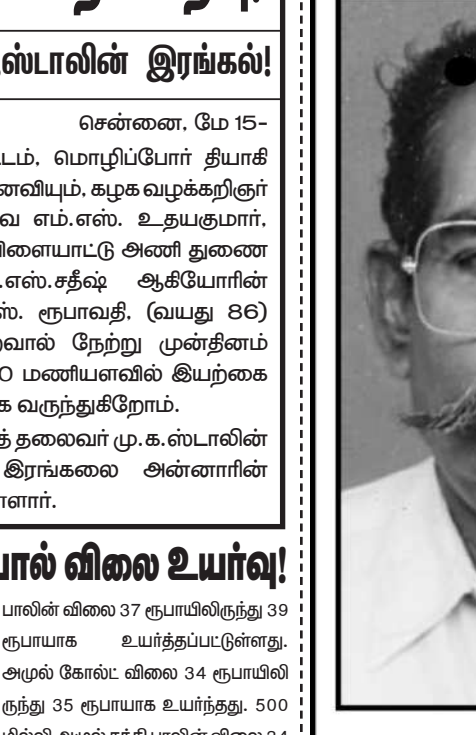 ஸ்டாலின் இரங்கல்!
சென்னை, மே 15-
டம், மொழிப்போர் தியாகி
னைவியும், கழக வழக்கறிஞர்
வ எம்.எஸ். உதயகுமார்,
விளையாட்டு அணி துணை
.எஸ்.சதீஷ் ஆகியோரின்
ஸ். ரூபாவதி, (வயது 86)
றவால் நேற்று முன்தினம்
0 மணியளவில் இயற்கை
க வருந்துகிறோம்.
த் தலைவர் மு.க.ஸ்டாலின்
இரங்கலை அன்னாரின்
ளார்.
பால் விலை உயர்வு!
பாலின் விலை 37 ரூபாயிலிருந்து 39
ரூபாயாக உயர்த்தப்பட்டுள்ளது.
அமுல் கோல்ட் விலை 34 ரூபாயிலி
ருந்து 35 ரூபாயாக உயர்ந்தது. 500